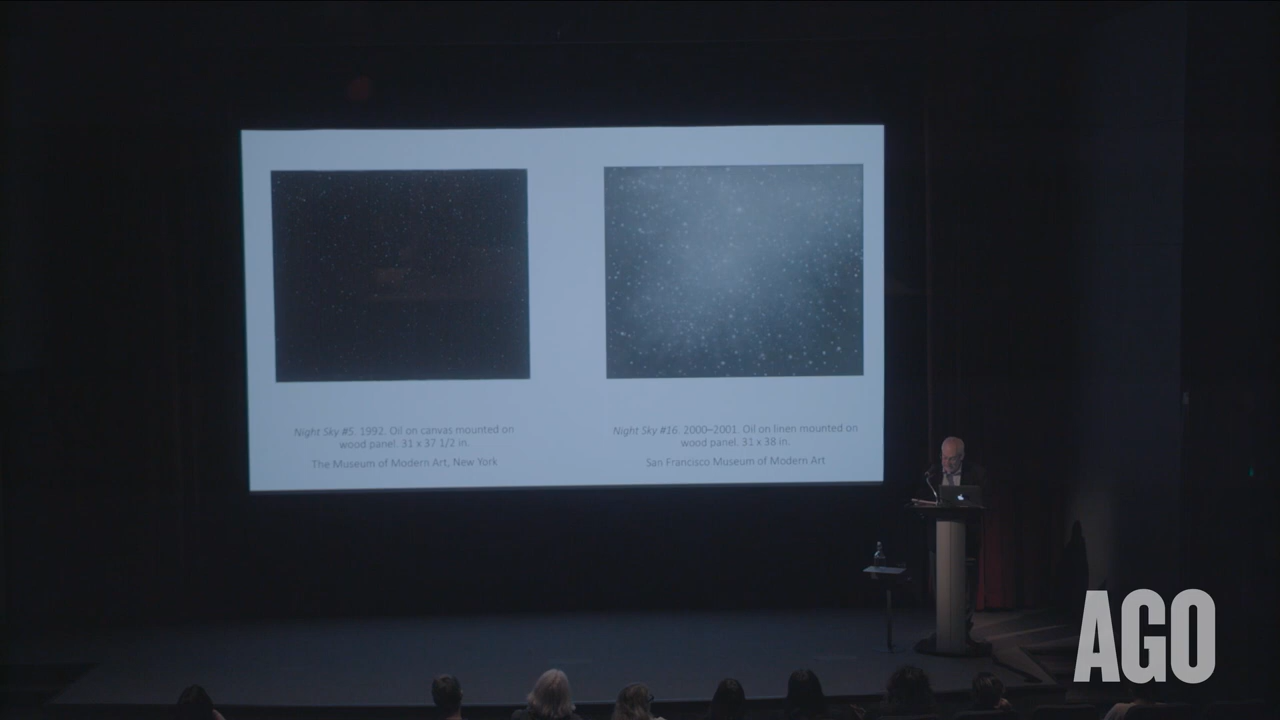 Night Sky #5. 1992. Oil on canvas mounted on
wood panel. 31 x 37 1/2 in.
The Museum of Modern Art, New York
Night Sky #16. 2000–2001. Oil on linen mounted on
wood panel. 31 x 38 in.
San Francisco Museum of Modern Art
AGO